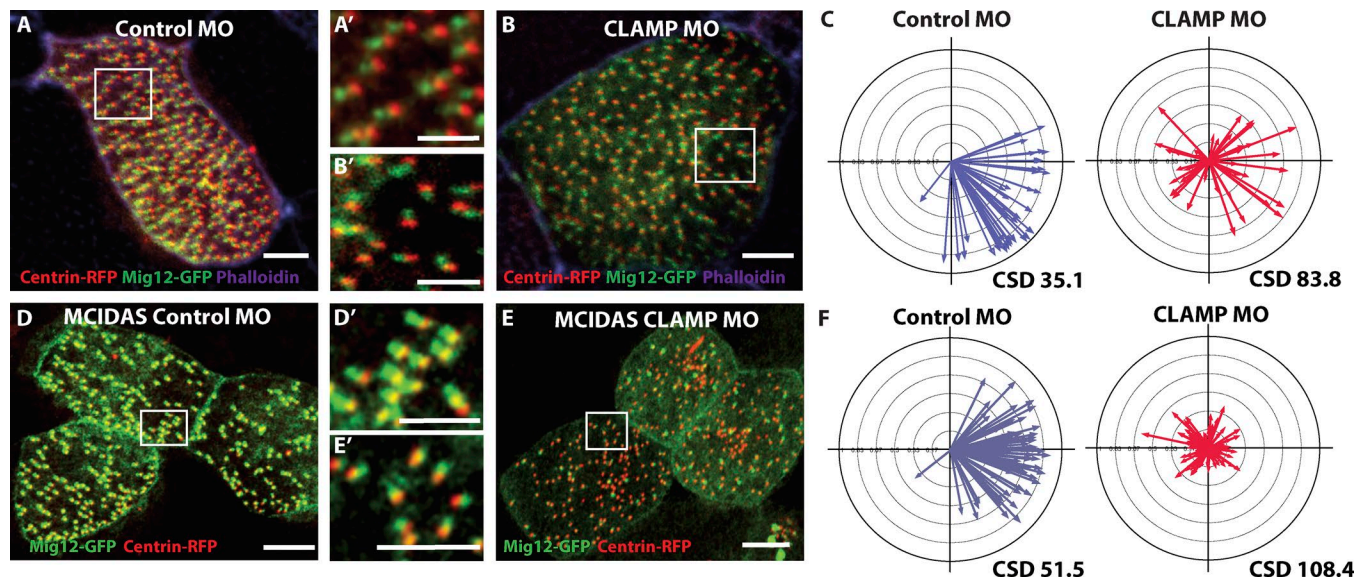 A Control MO
A'
B CLAMP MO
B'
Centrin-RFP Mig12-GFP Phalloidin
Centrin-RFP Mig12-GFP Phalloidin
C
Control MO
CLAMP MO
CSD 35.1
CSD 83.8
D MCIDAS Control MO
D'
E MCIDAS CLAMP MO
E'
Mig12-GFP Centrin-RFP
Mig12-GFP Centrin-RFP
F
Control MO
CLAMP MO
CSD 51.5
CSD 108.4